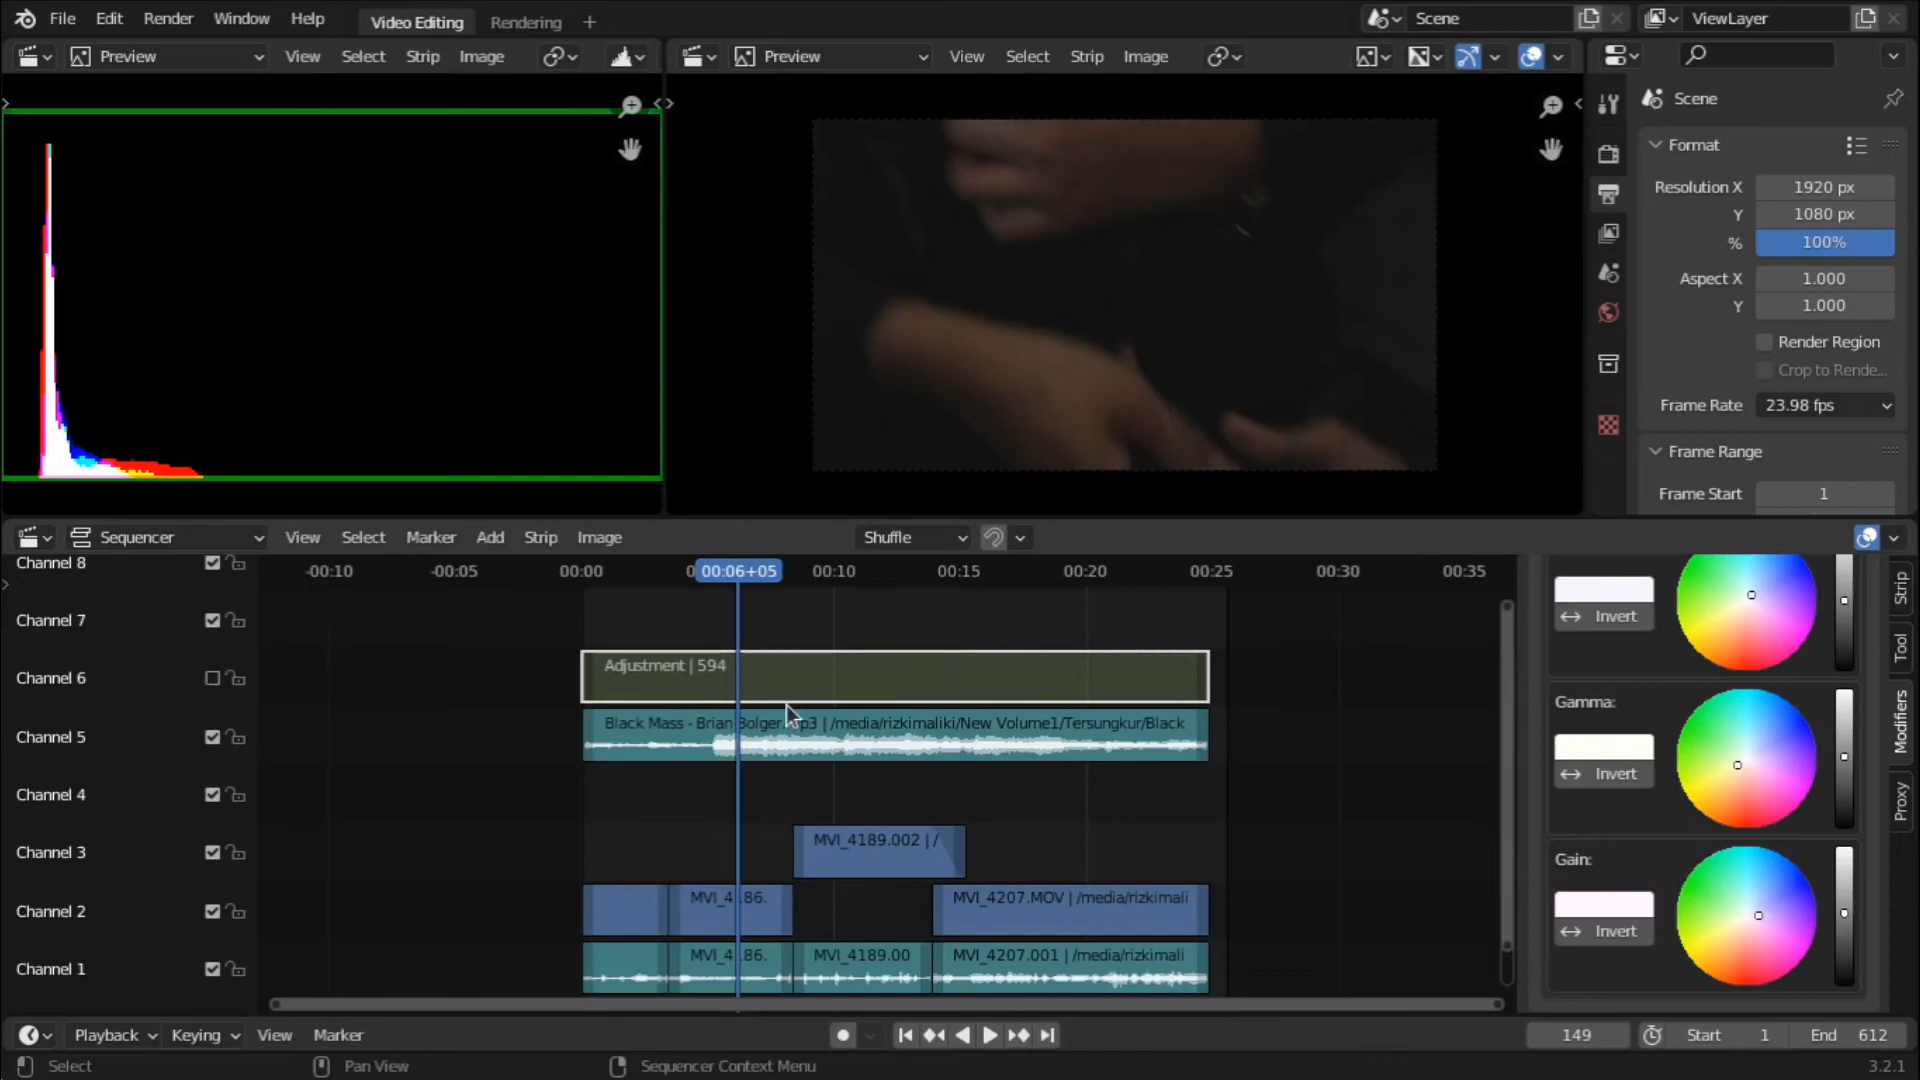 File Edit Render Window Help Video Editing Rendering + Scene ViewLayer
Preview View Select Strip Image Preview View Select Strip Image
Scene
Format
Resolution X 1920 px
Y 1080 px
% 100%
Aspect X 1.000
Y 1.000
Render Region
Crop to Rende...
Frame Rate 23.98 fps
Frame Range
Frame Start 1
Sequencer View Select Marker Add Strip Image Shuffle
-00:10 -00:05 00:00 00:06+05 00:10 00:15 00:20 00:25 00:30 00:35
Channel 8
Channel 7
Channel 6
Channel 5
Channel 4
Channel 3
Channel 2
Channel 1
Adjustment | 594
Black Mass - Brian Bolger.mp3 | /media/rizkimaliki/New Volume1/Tersungkur/Black
MVI_4189.002 | /
MVI_4186. MVI_4207.MOV | /media/rizkimali
MVI_4186. MVI_4189.00 MVI_4207.001 | /media/rizkimali
Invert
Gamma:
Invert
Gain:
Invert
Strip
Tool
Modifiers
Proxy
Playback Keying View Marker 149 Start 1 End 612
Select Pan View Sequencer Context Menu 3.2.1